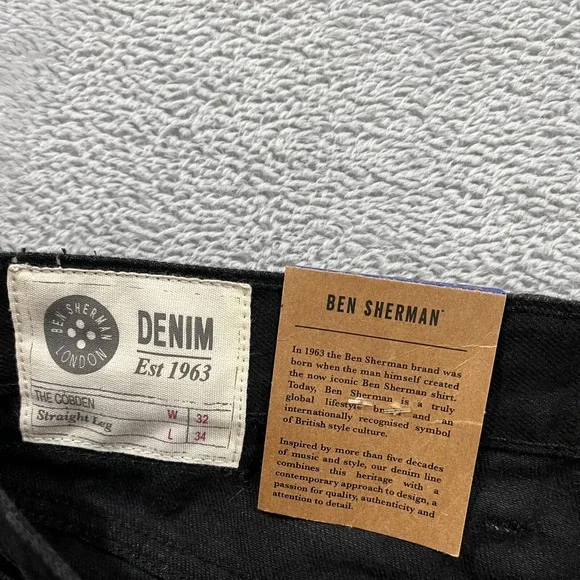 BEN SHERMAN
LONDON
DENIM
Est 1963
THE COBDEN
Straight Leg
W 32
L 34
BEN SHERMAN
In 1963 the Ben Sherman brand was
born when the man himself created
the now iconic Ben Sherman shirt.
Today, Ben Sherman is a truly
global lifestyle and an
internationally recognised symbol
of British style culture.
Inspired by more than five decades
of music and style, our denim line
combines this heritage with a
contemporary approach to design, a
passion for quality, authenticity and
attention to detail.